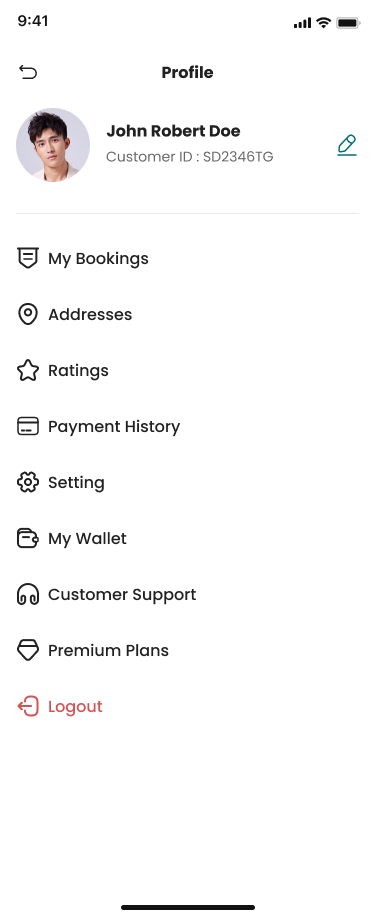 9:41
Profile
John Robert Doe
Customer ID : SD2346TG
My Bookings
Addresses
Ratings
Payment History
Setting
My Wallet
Customer Support
Premium Plans
Logout